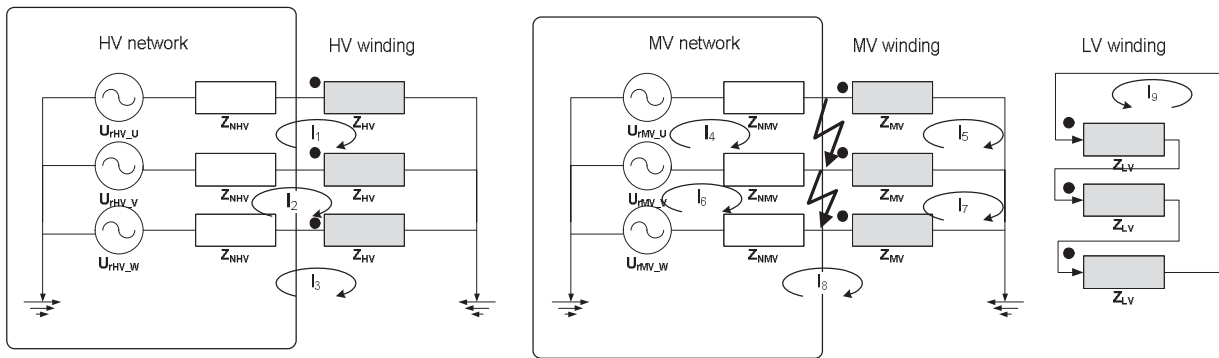 HV network
HV winding
MV network
MV winding
LV winding
U_rHV_U
Z_NHV
Z_HV
I_1
U_rHV_V
Z_NHV
Z_HV
I_2
U_rHV_W
Z_NHV
Z_HV
I_3
U_rMV_U
Z_NMV
Z_MV
I_4
I_5
U_rMV_V
Z_NMV
Z_MV
I_6
I_7
U_rMV_W
Z_NMV
Z_MV
I_8
I_9
Z_LV
Z_LV
Z_LV